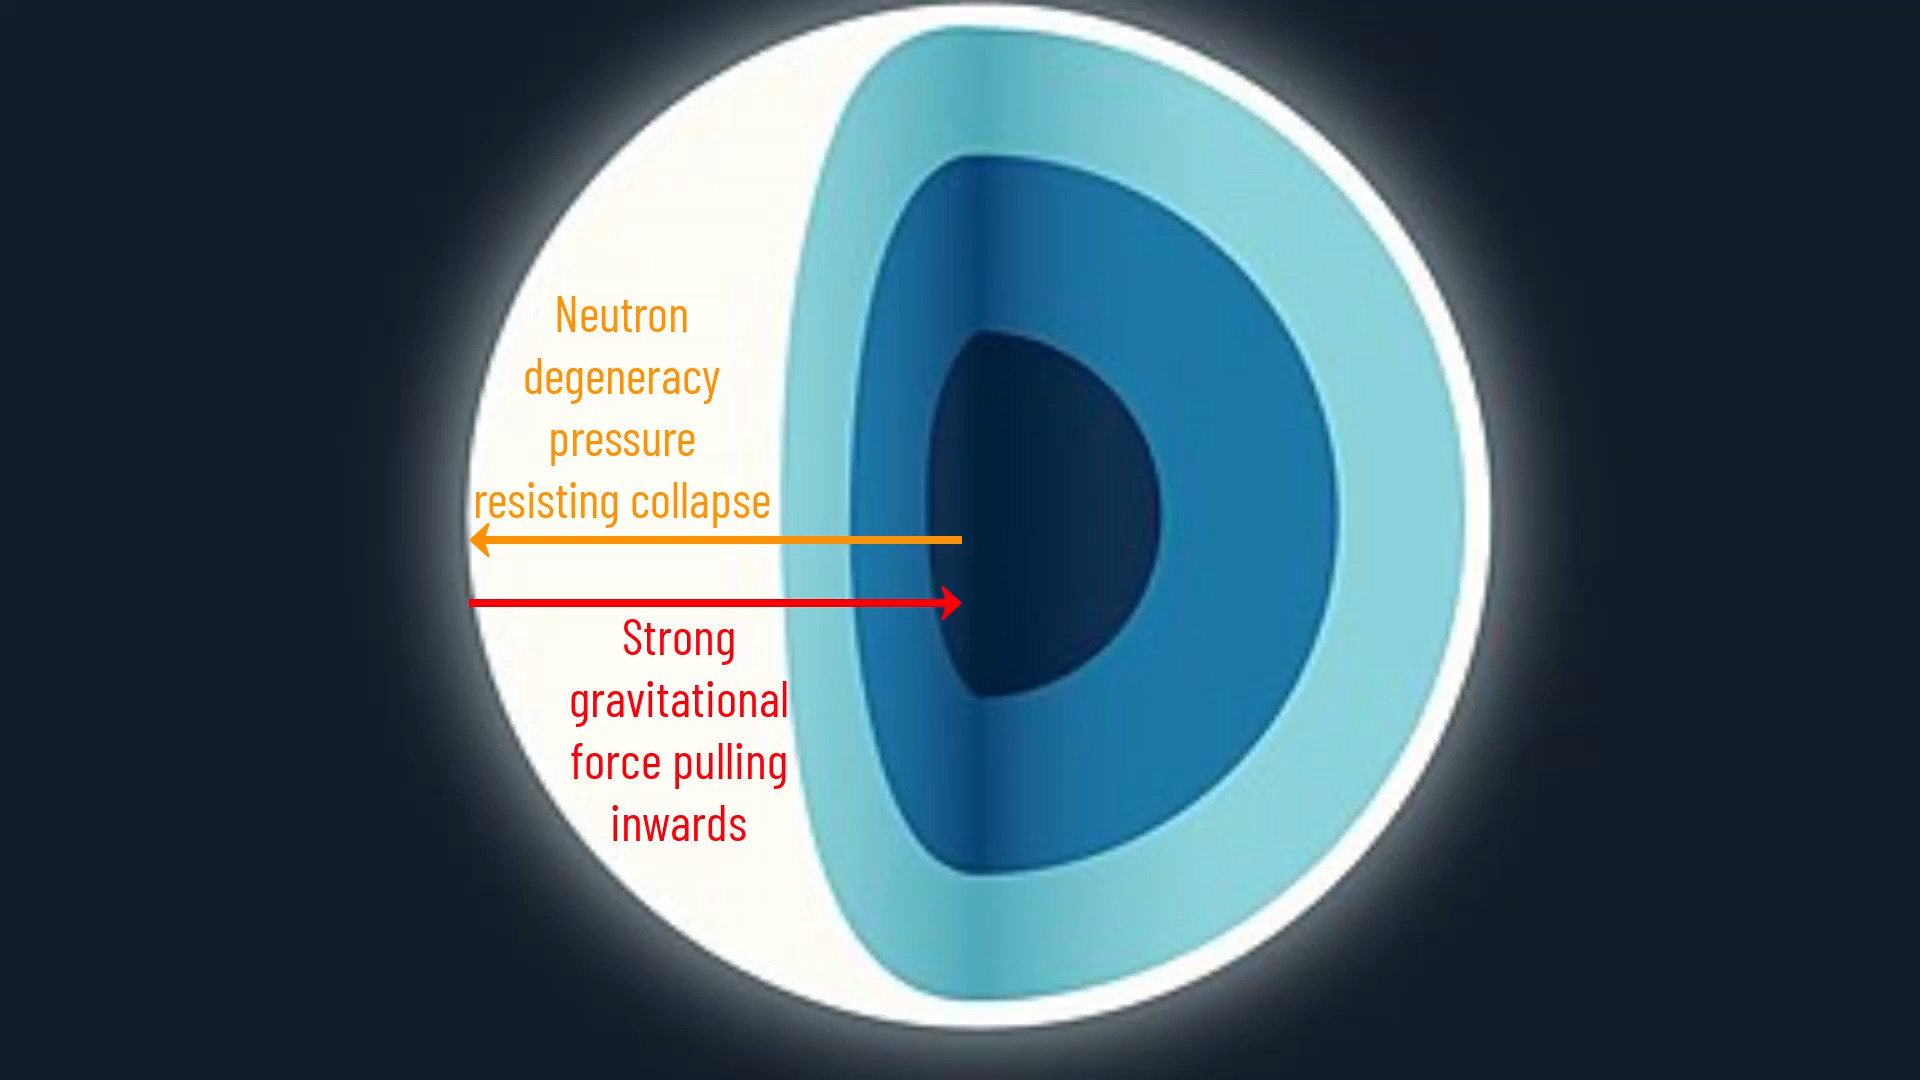 Neutron
degeneracy
pressure
resisting collapse
Strong
gravitational
force pulling
inwards